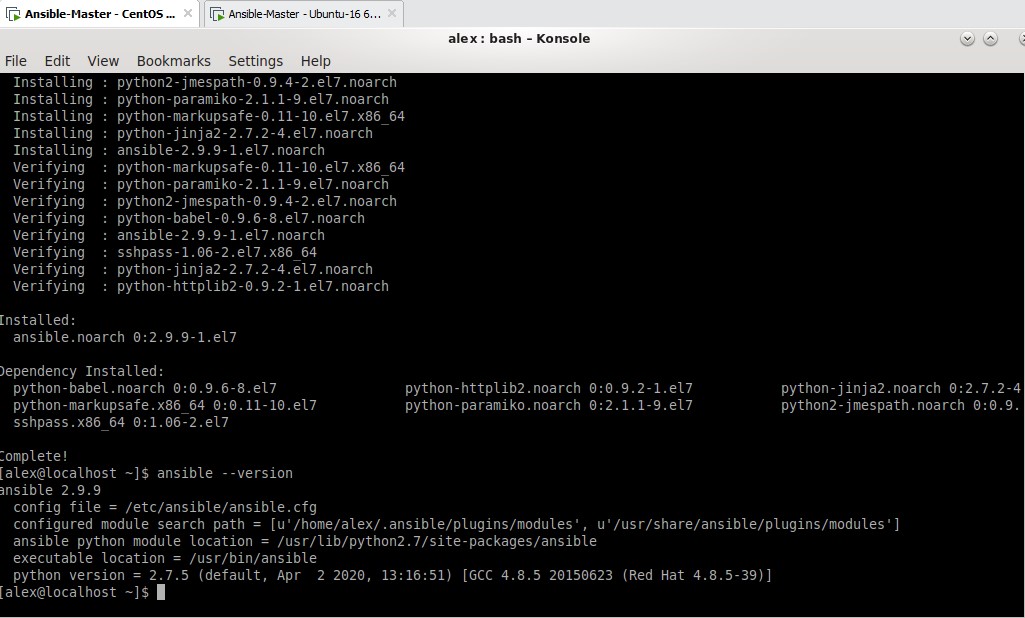 Ansible-Master - CentOS ...
Ansible-Master - Ubuntu-16 6...
alex : bash – Konsole
File Edit View Bookmarks Settings Help
Installing : python2-jmespath-0.9.4-2.el7.noarch
Installing : python-paramiko-2.1.1-9.el7.noarch
Installing : python-markupsafe-0.11-10.el7.x86_64
Installing : python-jinja2-2.7.2-4.el7.noarch
Installing : ansible-2.9.9-1.el7.noarch
Verifying  : python-markupsafe-0.11-10.el7.x86_64
Verifying  : python-paramiko-2.1.1-9.el7.noarch
Verifying  : python2-jmespath-0.9.4-2.el7.noarch
Verifying  : python-babel-0.9.6-8.el7.noarch
Verifying  : ansible-2.9.9-1.el7.noarch
Verifying  : sshpass-1.06-2.el7.x86_64
Verifying  : python-jinja2-2.7.2-4.el7.noarch
Verifying  : python-httplib2-0.9.2-1.el7.noarch
Installed:
ansible.noarch 0:2.9.9-1.el7
Dependency Installed:
python-babel.noarch 0:0.9.6-8.el7 python-httplib2.noarch 0:0.9.2-1.el7 python-jinja2.noarch 0:2.7.2-4
python-markupsafe.x86_64 0:0.11-10.el7 python-paramiko.noarch 0:2.1.1-9.el7 python2-jmespath.noarch 0:0.9.
sshpass.x86_64 0:1.06-2.el7
Complete!
[alex@localhost ~]$ ansible --version
ansible 2.9.9
config file = /etc/ansible/ansible.cfg
configured module search path = [u'/home/alex/.ansible/plugins/modules', u'/usr/share/ansible/plugins/modules']
ansible python module location = /usr/lib/python2.7/site-packages/ansible
executable location = /usr/bin/ansible
python version = 2.7.5 (default, Apr  2 2020, 13:16:51) [GCC 4.8.5 20150623 (Red Hat 4.8.5-39)]
[alex@localhost ~]$